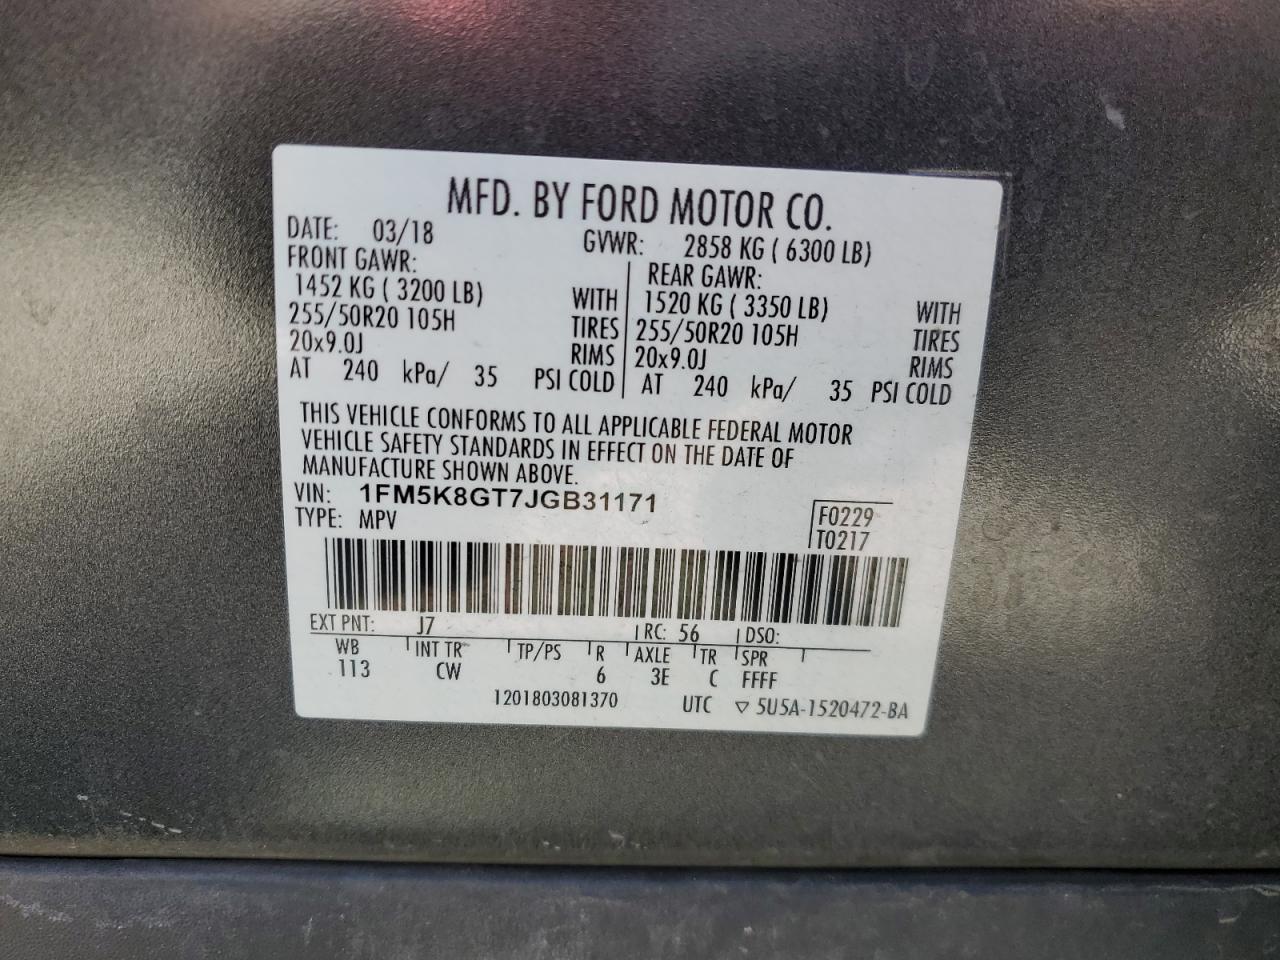 MFD. BY FORD MOTOR CO.
DATE: 03/18 GVWR: 2858 KG ( 6300 LB)
FRONT GAWR: REAR GAWR:
1452 KG ( 3200 LB) WITH 1520 KG ( 3350 LB) WITH
255/50R20 105H TIRES 255/50R20 105H TIRES
20x9.0J RIMS 20x9.0J RIMS
AT 240 kPa/ 35 PSI COLD AT 240 kPa/ 35 PSI COLD
THIS VEHICLE CONFORMS TO ALL APPLICABLE FEDERAL MOTOR
VEHICLE SAFETY STANDARDS IN EFFECT ON THE DATE OF
MANUFACTURE SHOWN ABOVE.
VIN: 1FM5K8GT7JGB31171
TYPE: MPV
F0229
T0217
EXT PNT: J7 RC: 56 DSO:
WB INT TR TP/PS R AXLE TR SPR
113 CW 6 3E C FFFF
1201803081370 UTC ▽ 5U5A-1520472-BA